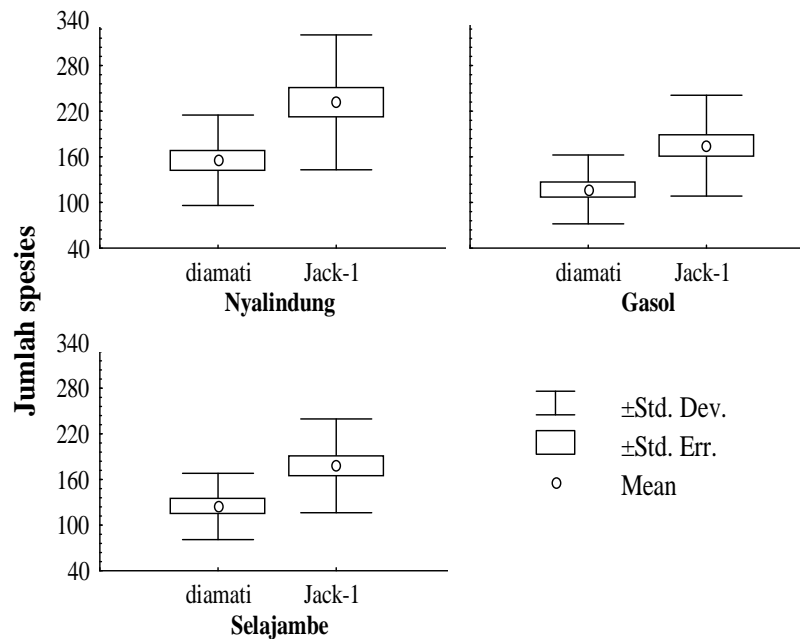 Jumlah spesies
340
280
220
160
100
40
diamati Jack-1
Nyalindung
diamati Jack-1
Gasol
340
280
220
160
100
40
diamati Jack-1
Selajambe
±Std. Dev.
±Std. Err.
Mean